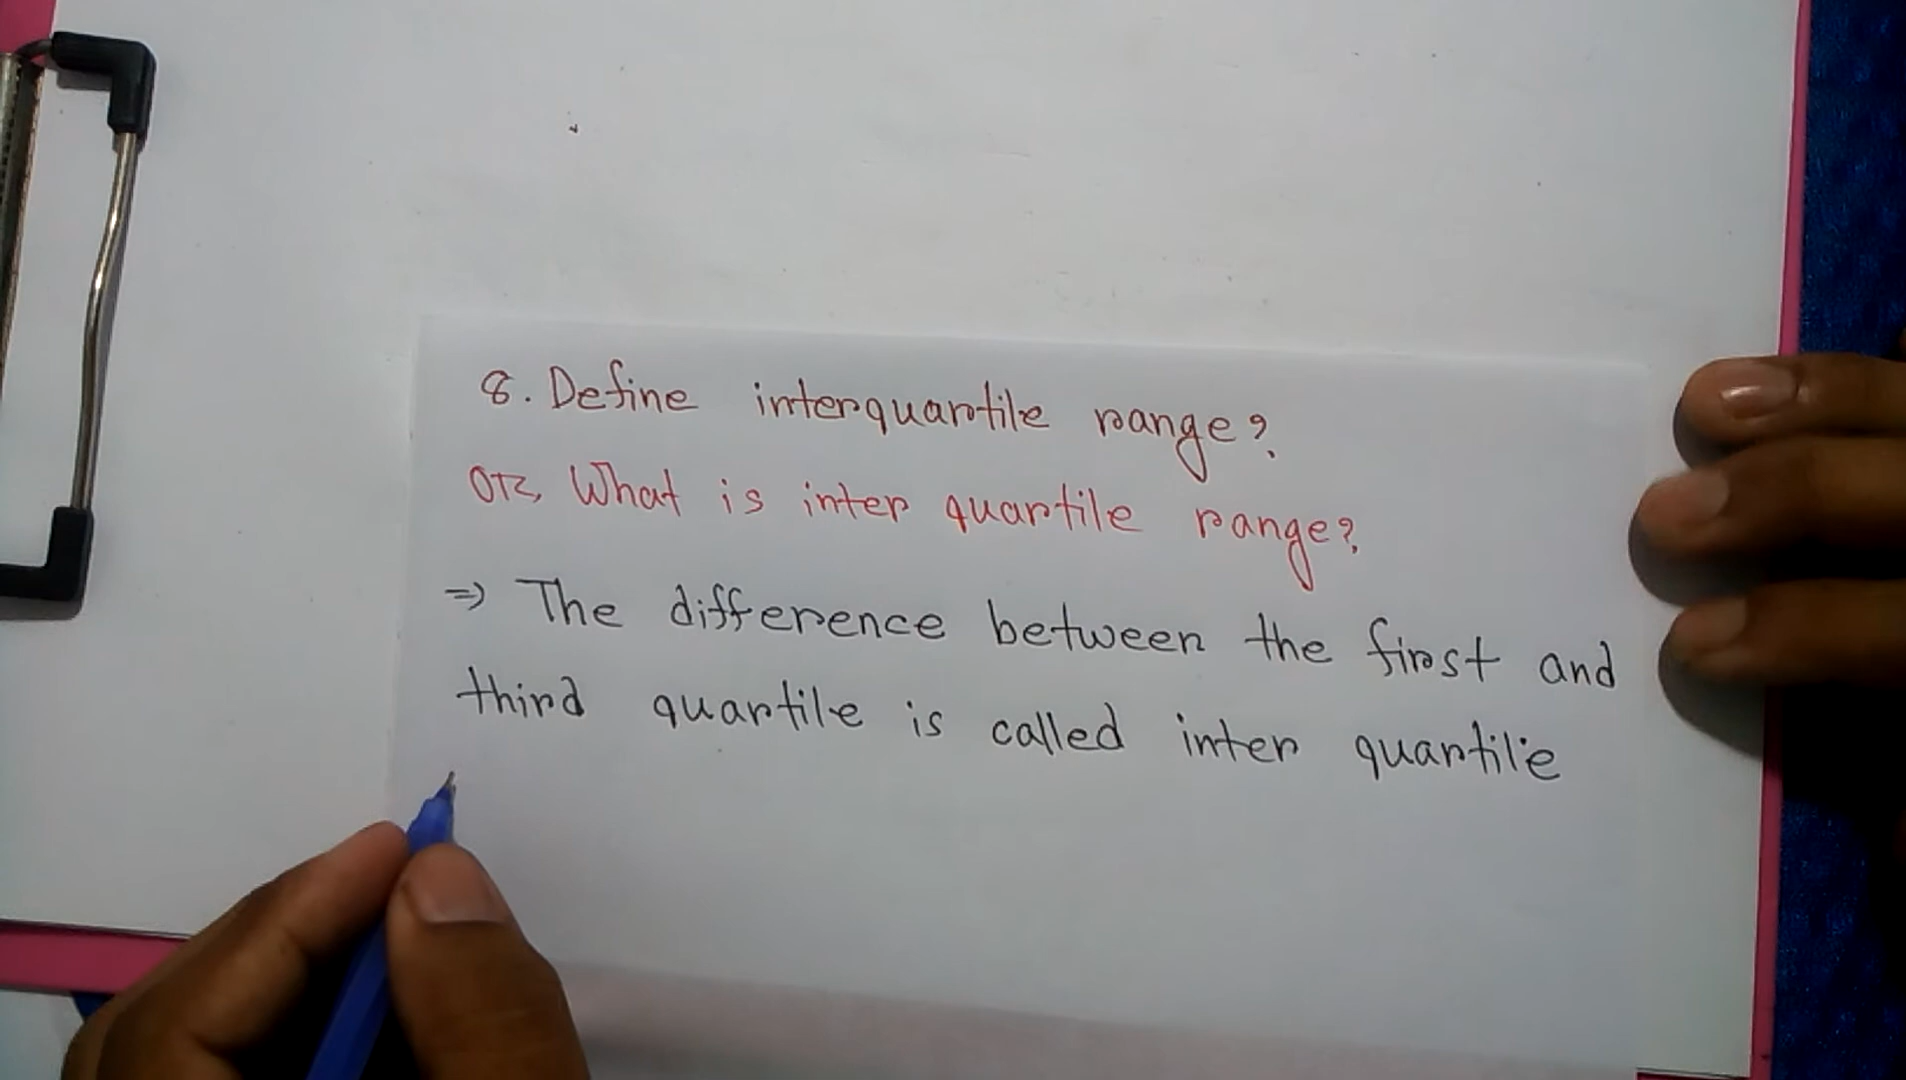 8. Define interquartile range?
OR, What is inter quartile range?
⇒ The difference between the first and
third quartile is called inter quartile